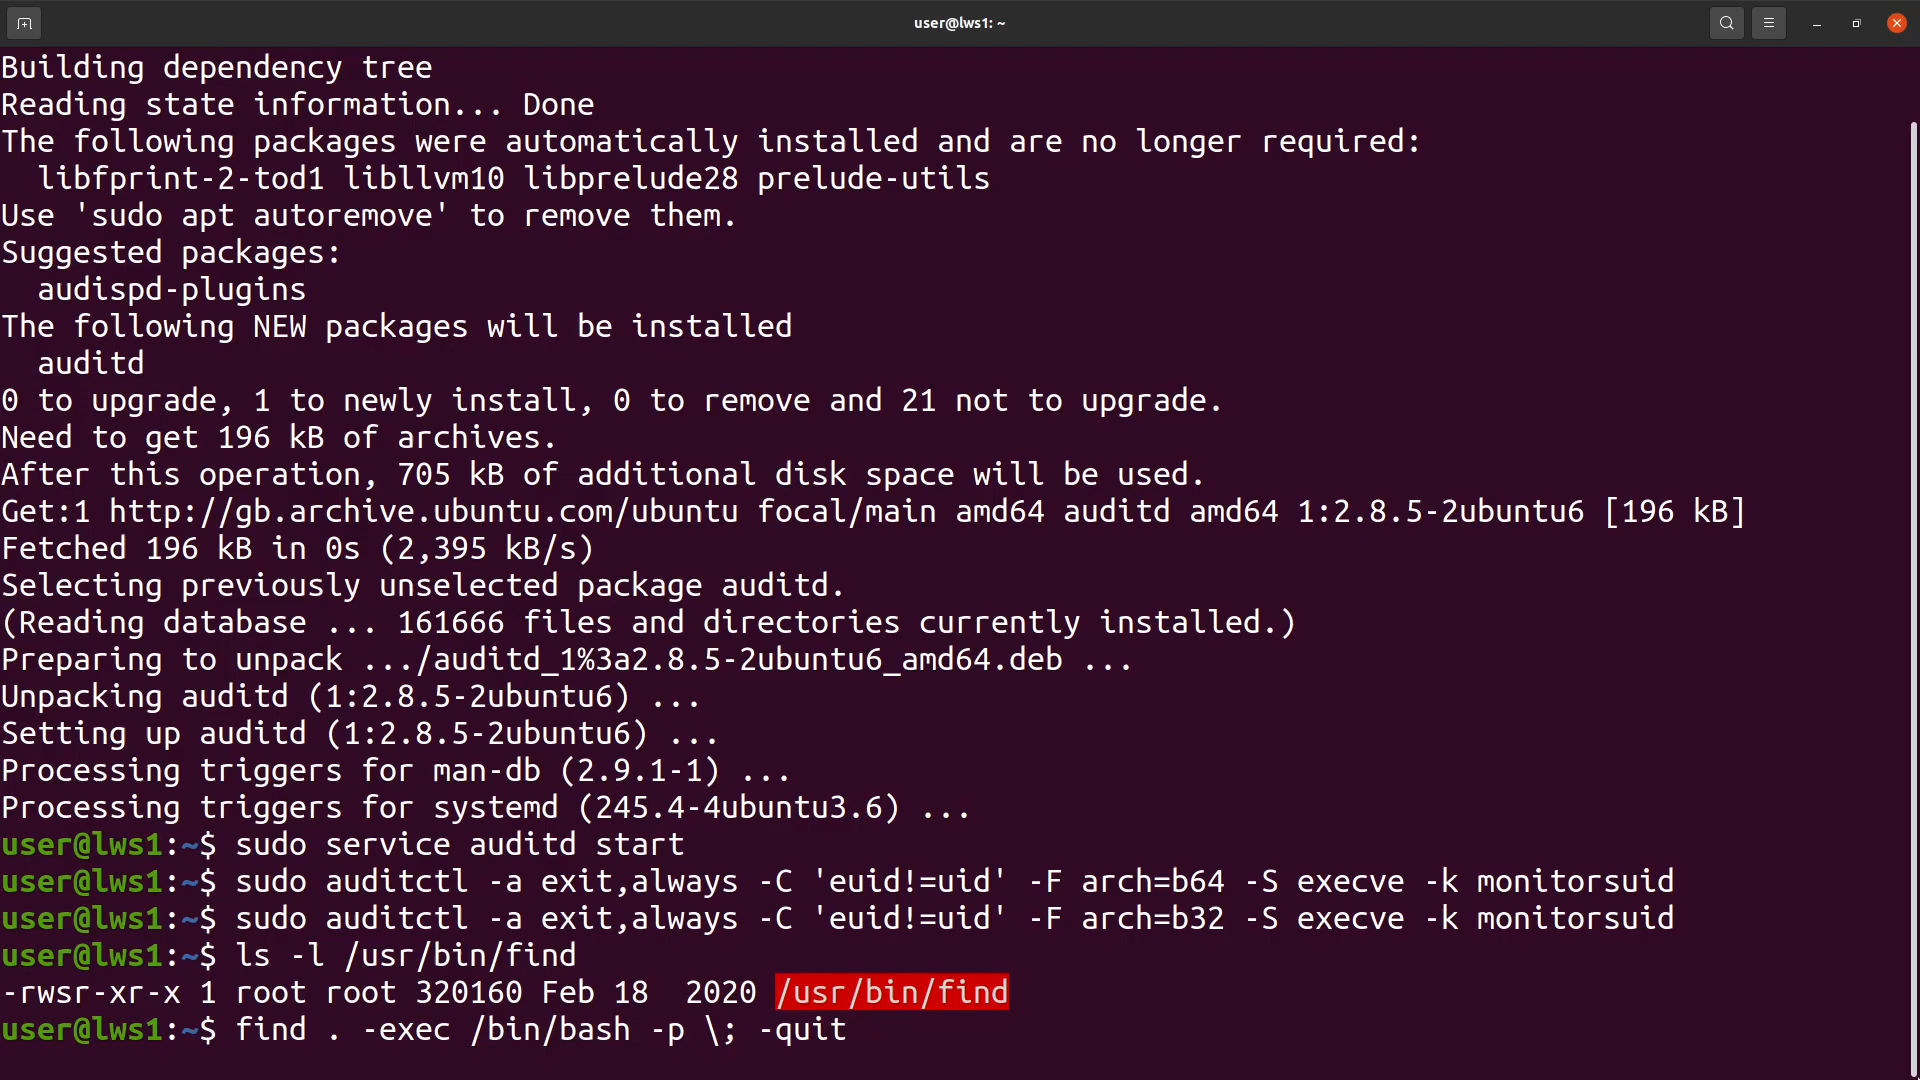 user@lws1: ~
Building dependency tree
Reading state information... Done
The following packages were automatically installed and are no longer required:
  libfprint-2-tod1 libllvm10 libprelude28 prelude-utils
Use 'sudo apt autoremove' to remove them.
Suggested packages:
  audispd-plugins
The following NEW packages will be installed
  auditd
0 to upgrade, 1 to newly install, 0 to remove and 21 not to upgrade.
Need to get 196 kB of archives.
After this operation, 705 kB of additional disk space will be used.
Get:1 http://gb.archive.ubuntu.com/ubuntu focal/main amd64 auditd amd64 1:2.8.5-2ubuntu6 [196 kB]
Fetched 196 kB in 0s (2,395 kB/s)
Selecting previously unselected package auditd.
(Reading database ... 161666 files and directories currently installed.)
Preparing to unpack .../auditd_1%3a2.8.5-2ubuntu6_amd64.deb ...
Unpacking auditd (1:2.8.5-2ubuntu6) ...
Setting up auditd (1:2.8.5-2ubuntu6) ...
Processing triggers for man-db (2.9.1-1) ...
Processing triggers for systemd (245.4-4ubuntu3.6) ...
user@lws1:~$ sudo service auditd start
user@lws1:~$ sudo auditctl -a exit,always -C 'euid!=uid' -F arch=b64 -S execve -k monitorsuid
user@lws1:~$ sudo auditctl -a exit,always -C 'euid!=uid' -F arch=b32 -S execve -k monitorsuid
user@lws1:~$ ls -l /usr/bin/find
-rwsr-xr-x 1 root root 320160 Feb 18  2020 /usr/bin/find
user@lws1:~$ find . -exec /bin/bash -p \; -quit